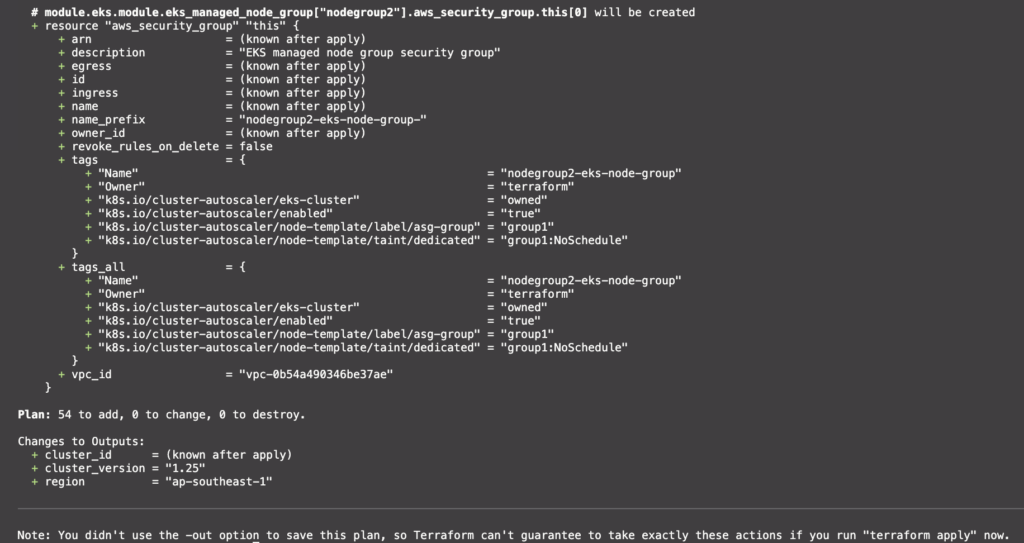 # module.eks.module.eks_managed_node_group["nodegroup2"].aws_security_group.this[0] will be created
+ resource "aws_security_group" "this" {
+ arn = (known after apply)
+ description = "EKS managed node group security group"
+ egress = (known after apply)
+ id = (known after apply)
+ ingress = (known after apply)
+ name = (known after apply)
+ name_prefix = "nodegroup2-eks-node-group-"
+ owner_id = (known after apply)
+ revoke_rules_on_delete = false
+ tags = {
+ "Name" = "nodegroup2-eks-node-group"
+ "Owner" = "terraform"
+ "k8s.io/cluster-autoscaler/eks-cluster" = "owned"
+ "k8s.io/cluster-autoscaler/enabled" = "true"
+ "k8s.io/cluster-autoscaler/node-template/label/asg-group" = "group1"
+ "k8s.io/cluster-autoscaler/node-template/taint/dedicated" = "group1:NoSchedule"
}
+ tags_all = {
+ "Name" = "nodegroup2-eks-node-group"
+ "Owner" = "terraform"
+ "k8s.io/cluster-autoscaler/eks-cluster" = "owned"
+ "k8s.io/cluster-autoscaler/enabled" = "true"
+ "k8s.io/cluster-autoscaler/node-template/label/asg-group" = "group1"
+ "k8s.io/cluster-autoscaler/node-template/taint/dedicated" = "group1:NoSchedule"
}
+ vpc_id = "vpc-0b54a490346be37ae"
}
Plan: 54 to add, 0 to change, 0 to destroy.
Changes to Outputs:
+ cluster_id = (known after apply)
+ cluster_version = "1.25"
+ region = "ap-southeast-1"
Note: You didn't use the -out option to save this plan, so Terraform can't guarantee to take exactly these actions if you run "terraform apply" now.